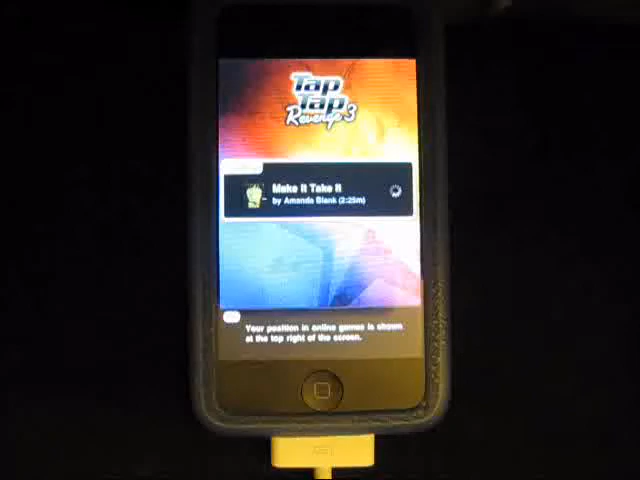 Tap
Tap
Revenge 3
Make It Take It
by Amanda Blank (2:25m)
Your position in online games is shown
at the top right of the screen.